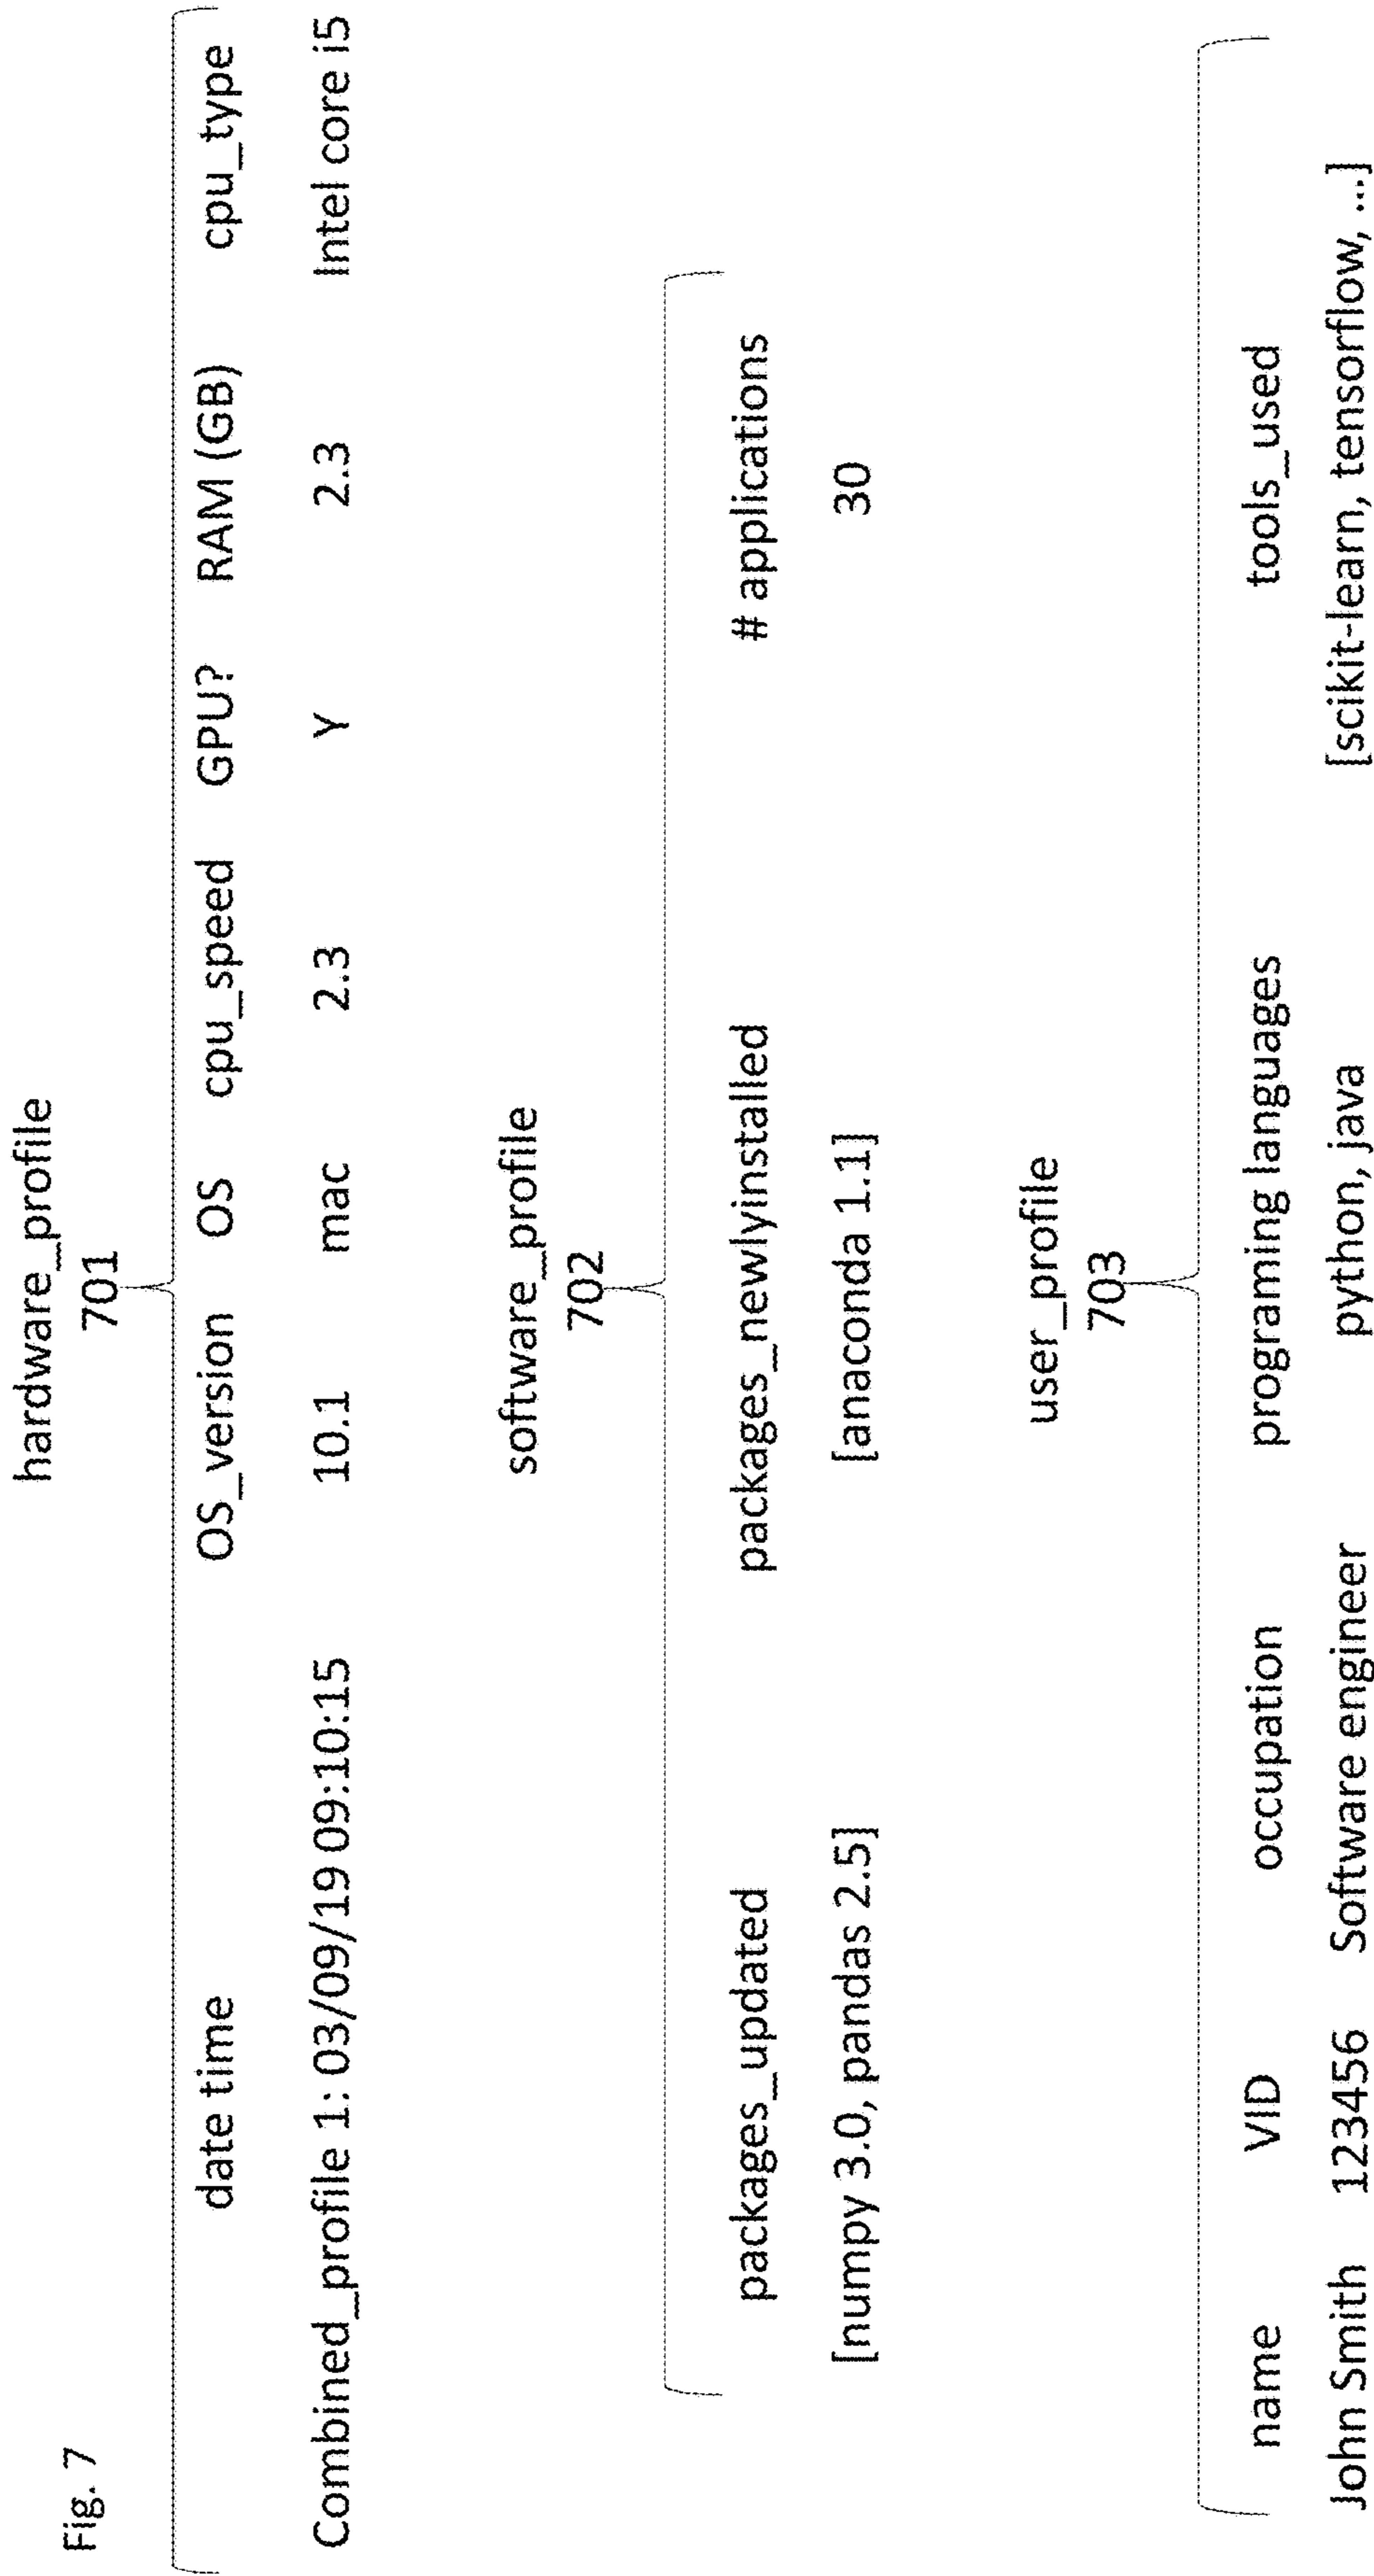 Fig. 7
hardware_profile
701
date time OS_version OS cpu_speed GPU? RAM (GB) cpu_type
Combined_profile 1: 03/09/19 09:10:15 10.1 mac 2.3 Y 2.3 Intel core i5
software_profile
702
packages_updated packages_newlyinstalled # applications
[numpy 3.0, pandas 2.5] [anaconda 1.1] 30
user_profile
703
name VID occupation programing languages tools_used
John Smith 123456 Software engineer python, java [scikit-learn, tensorflow, ...]